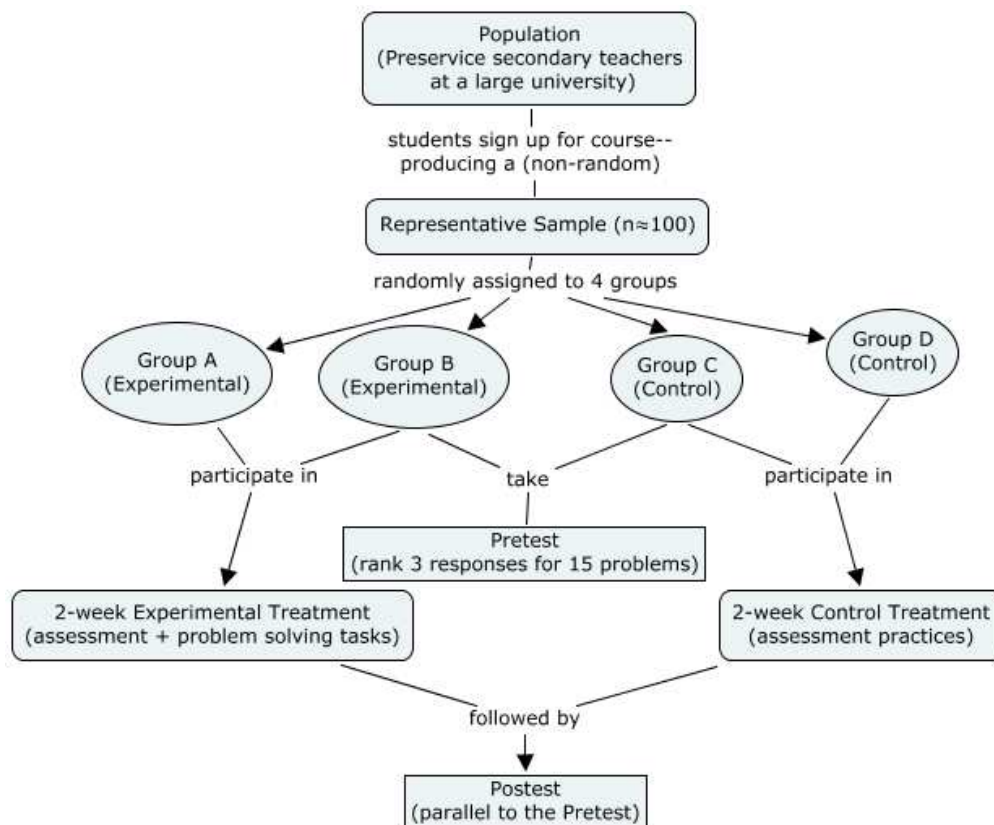 Population
(Preservice secondary teachers
at a large university)
students sign up for course--
producing a (non-random)
Representative Sample (n≈100)
randomly assigned to 4 groups
Group A
(Experimental)
Group B
(Experimental)
Group C
(Control)
Group D
(Control)
participate in
take
participate in
Pretest
(rank 3 responses for 15 problems)
2-week Experimental Treatment
(assessment + problem solving tasks)
2-week Control Treatment
(assessment practices)
followed by
Postest
(parallel to the Pretest)